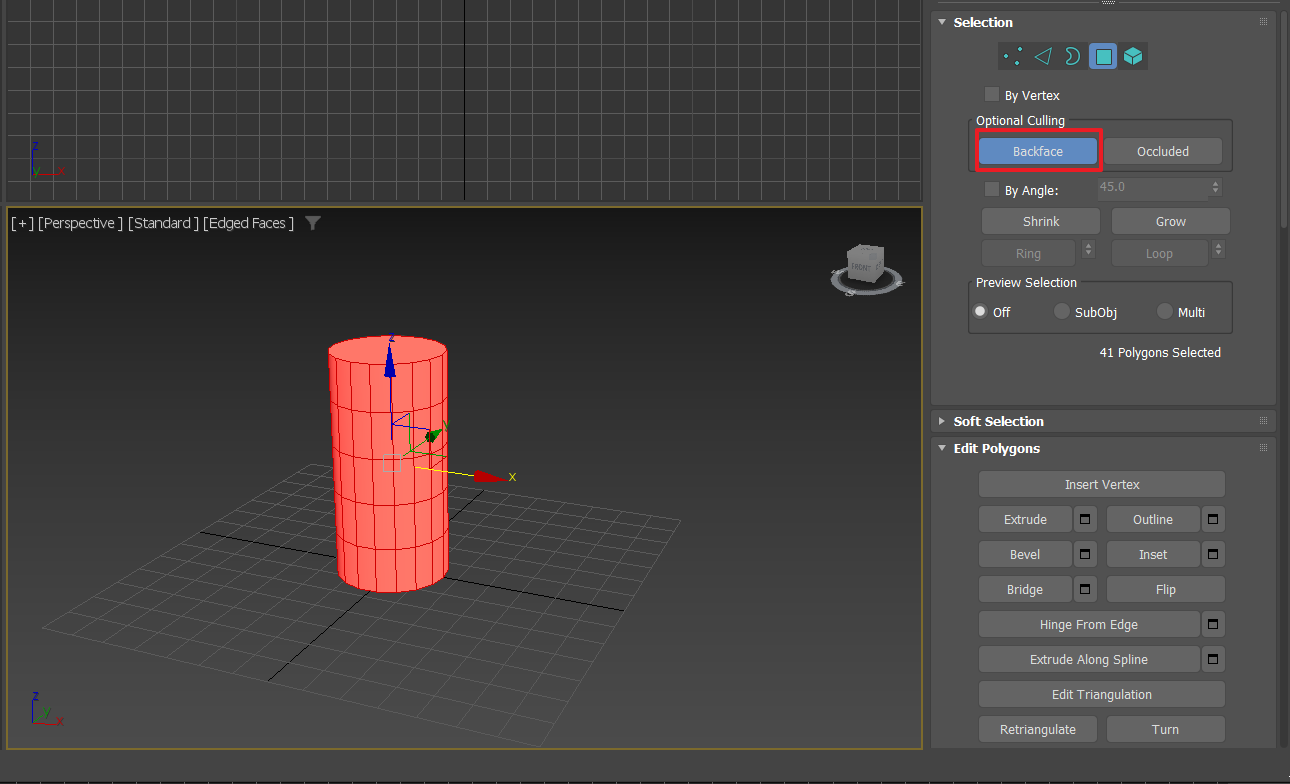 Selection
By Vertex
Optional Culling
Backface
Occluded
By Angle:
45.0
Shrink
Grow
Ring
Loop
Preview Selection
Off
SubObj
Multi
41 Polygons Selected
Soft Selection
Edit Polygons
Insert Vertex
Extrude
Outline
Bevel
Inset
Bridge
Flip
Hinge From Edge
Extrude Along Spline
Edit Triangulation
Retriangulate
Turn
z
y
x
[+] [Perspective ] [Standard ] [Edged Faces ]
FRONT
S
z
y
x
z
y
x